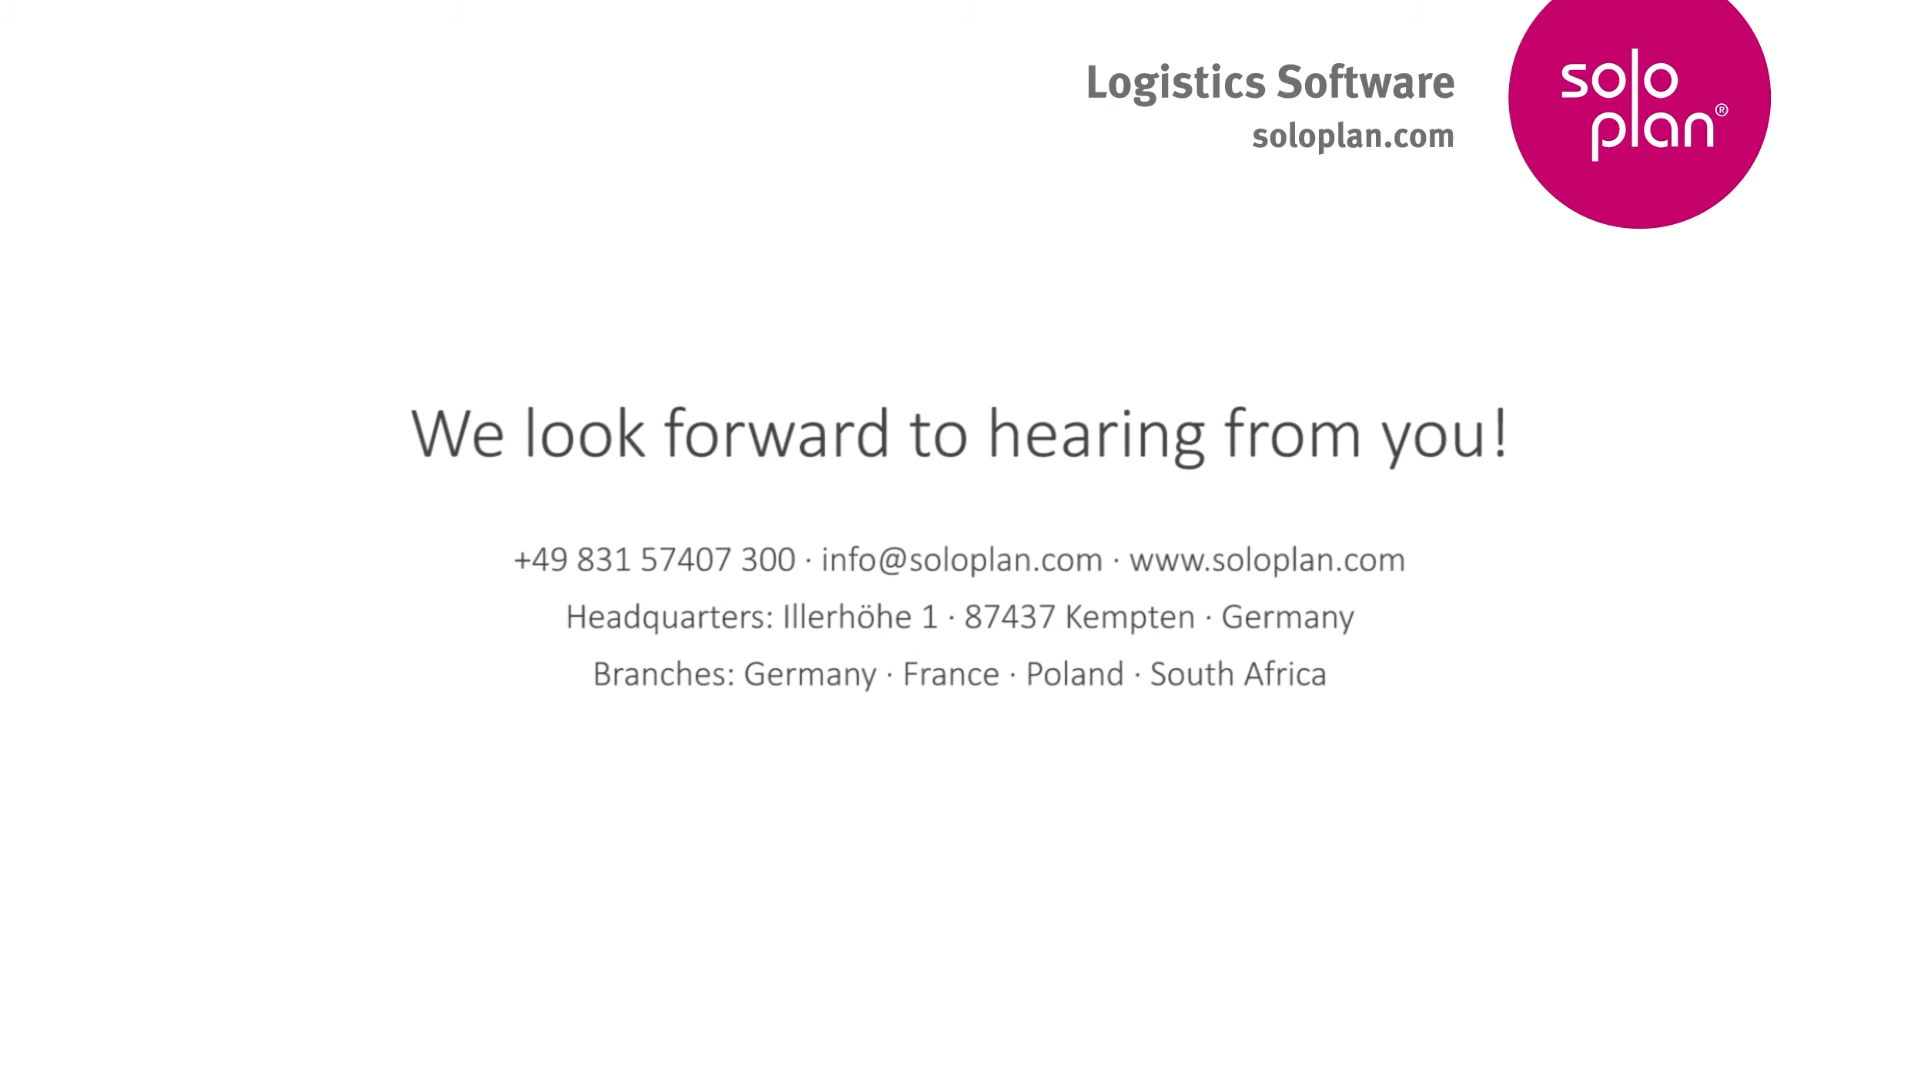 Logistics Software
soloplan.com
solo
plan®
We look forward to hearing from you!
+49 831 57407 300 · info@soloplan.com · www.soloplan.com
Headquarters: Illerhöhe 1 · 87437 Kempten · Germany
Branches: Germany · France · Poland · South Africa